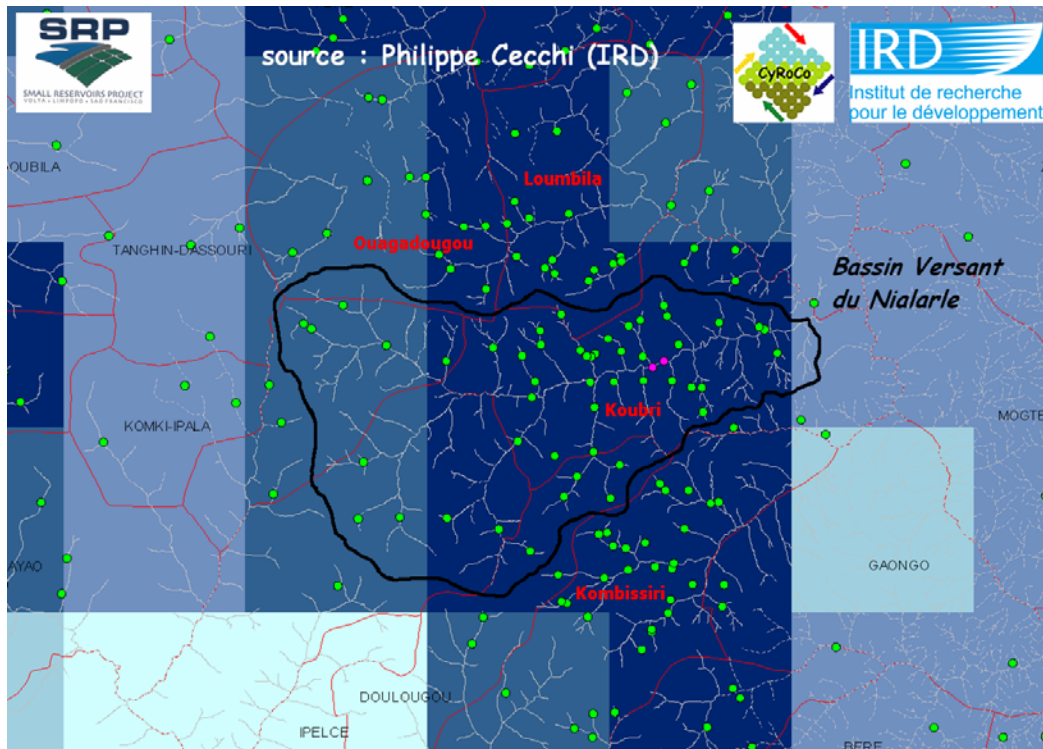 SRP
SMALL RESERVOIRS PROJECT
VOLTA • LIMPOPO • SAO FRANCISCO
source : Philippe Cecchi (IRD)
CyRoCo
IRD
Institut de recherche
pour le développement
OUBILA
Loumbila
TANGHIN-DASSOURI
Ouagadougou
Bassin Versant
du Nialarle
KOMKI-IPALA
Koubri
MOGTE
AYAO
GAONGO
Kombissiri
DOULOUGOU
IPELCE
BERE